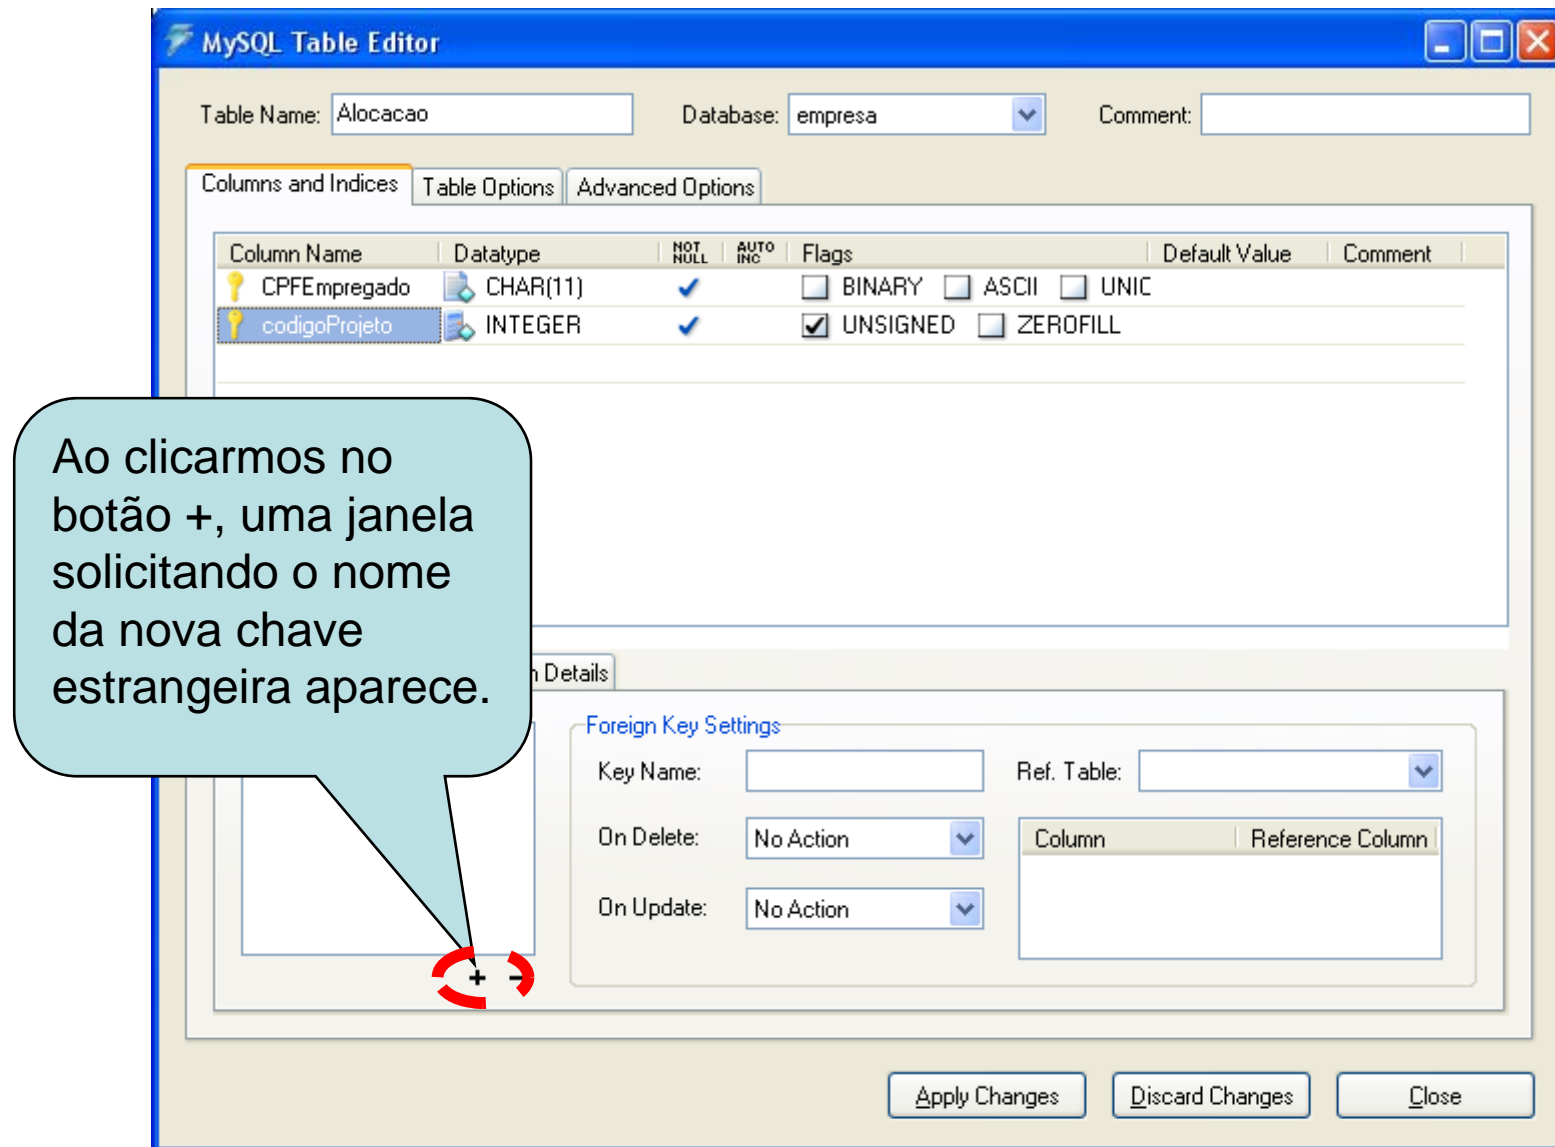 MySQL Table Editor
Table Name: Alocacao Database: empresa Comment:
Columns and Indices Table Options Advanced Options
Column Name Datatype NOT NULL AUTO INC Flags Default Value Comment
CPFEmpregado CHAR(11) BINARY ASCII UNIC
codigoProjeto INTEGER UNSIGNED ZEROFILL
Ao clicarmos no
botão +, uma janela
solicitando o nome
da nova chave
estrangeira aparece.
n Details
Foreign Key Settings
Key Name: Ref. Table:
On Delete: No Action Column Reference Column
On Update: No Action
+ -
Apply Changes Discard Changes Close